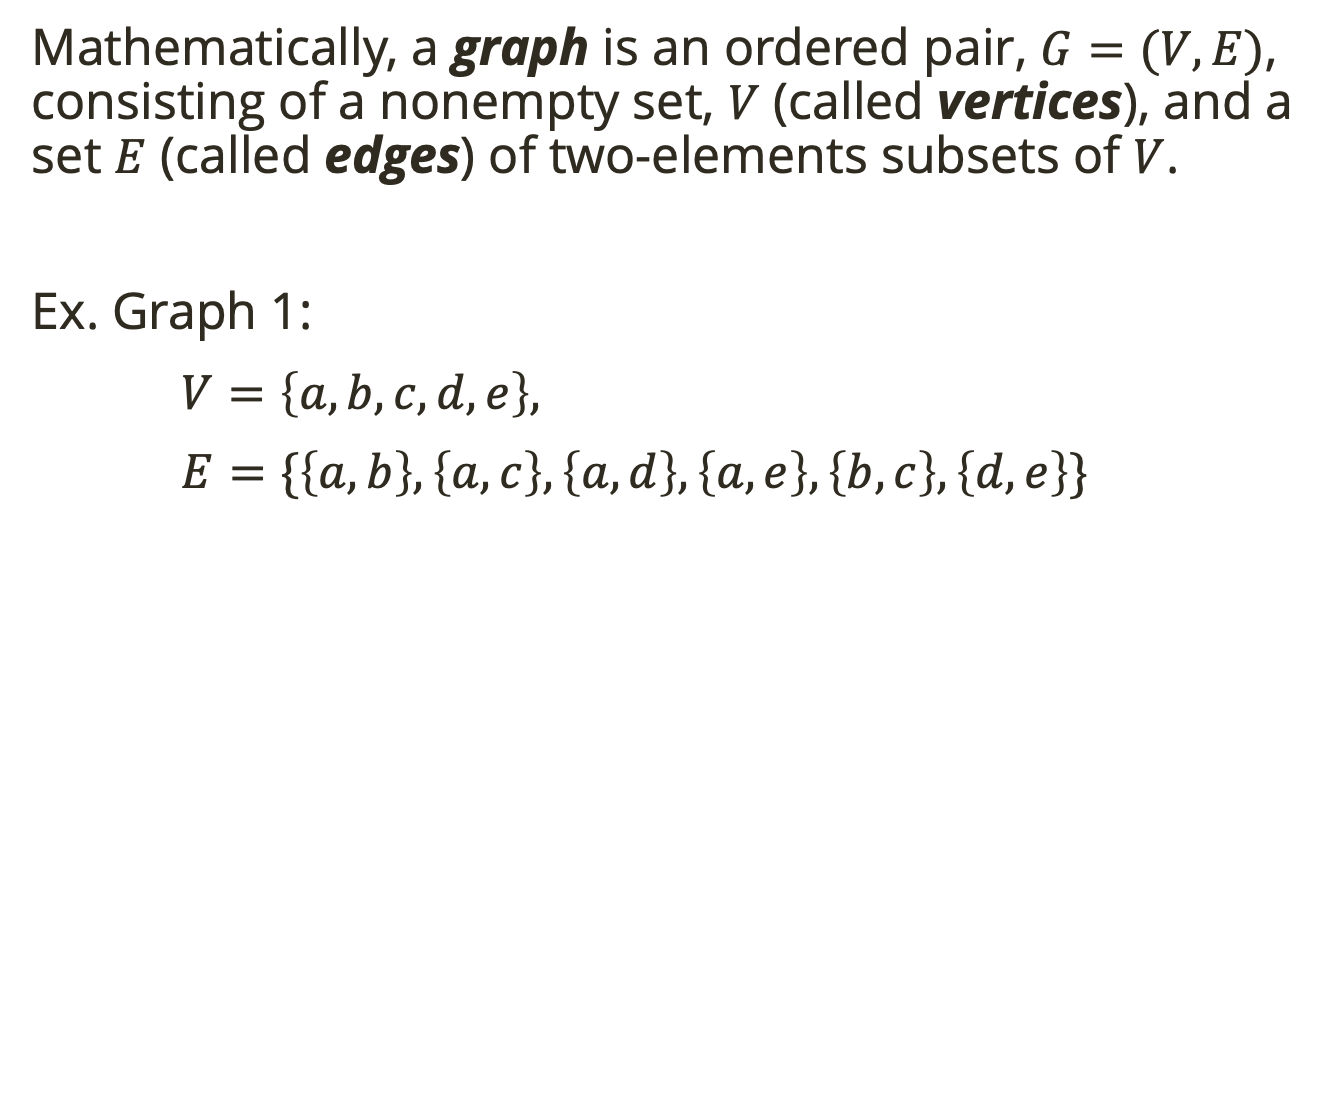 Mathematically, a graph is an ordered pair, G = (V, E),
consisting of a nonempty set, V (called vertices), and a
set E (called edges) of two-elements subsets of V.
Ex. Graph 1:
V = {a, b, c, d, e},
E = {{a, b}, {a, c}, {a, d}, {a, e}, {b, c}, {d, e}}